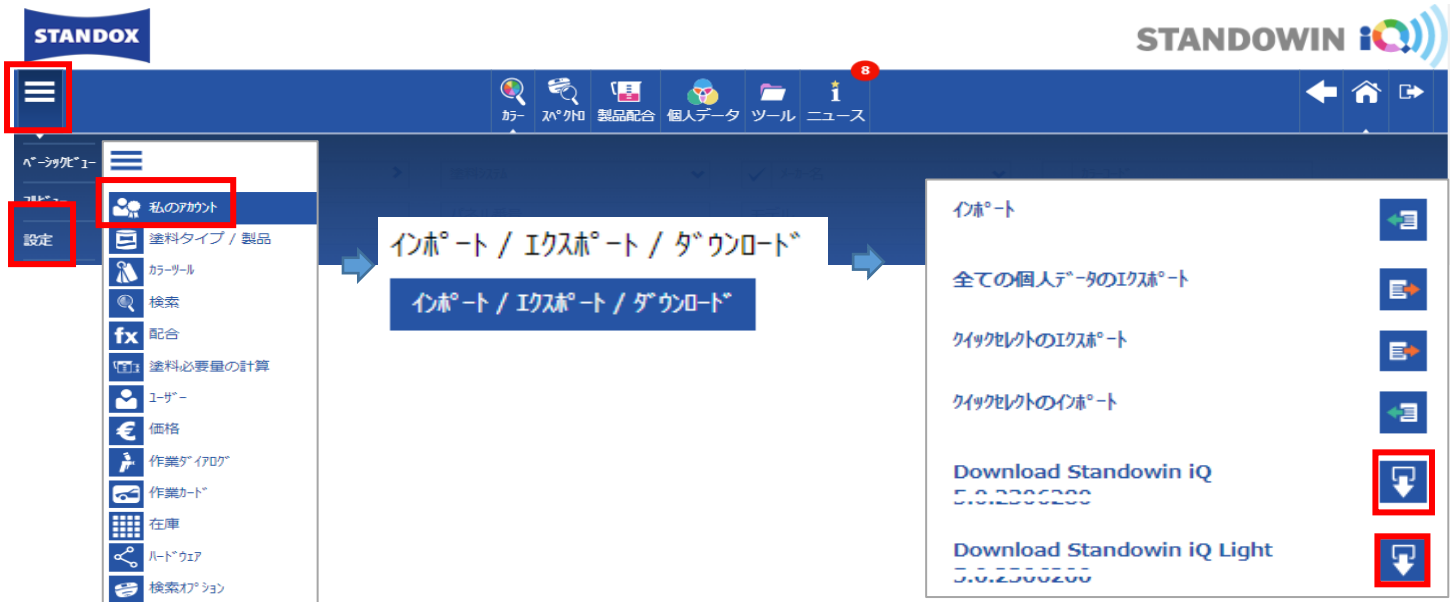 STANDOX
STANDOWIN iQ
8
ｶﾗｰ
ｽﾍﾟｸﾄﾛ
製品配合
個人データ
ツール
ニュース
ﾍﾞｰｼｯｸﾋﾞｭｰ
設定
私のｱｶｳﾝﾄ
塗料タイプ / 製品
ｶﾗｰﾂｰﾙ
検索
fx 配合
塗料必要量の計算
ﾕｰｻﾞｰ
€ 価格
作業ﾀﾞｲｱﾛｸﾞ
作業ｶｰﾄﾞ
在庫
ﾊｰﾄﾞｳｪｱ
検索ｵﾌﾟｼｮﾝ
ｲﾝﾎﾟｰﾄ / ｴｸｽﾎﾟｰﾄ / ﾀﾞｳﾝﾛｰﾄﾞ
ｲﾝﾎﾟｰﾄ / ｴｸｽﾎﾟｰﾄ / ﾀﾞｳﾝﾛｰﾄﾞ
ｲﾝﾎﾟｰﾄ
全ての個人ﾃﾞｰﾀのｴｸｽﾎﾟｰﾄ
ｸｲｯｸｾﾚｸﾄのｴｸｽﾎﾟｰﾄ
ｸｲｯｸｾﾚｸﾄのｲﾝﾎﾟｰﾄ
Download Standowin iQ
Download Standowin iQ Light